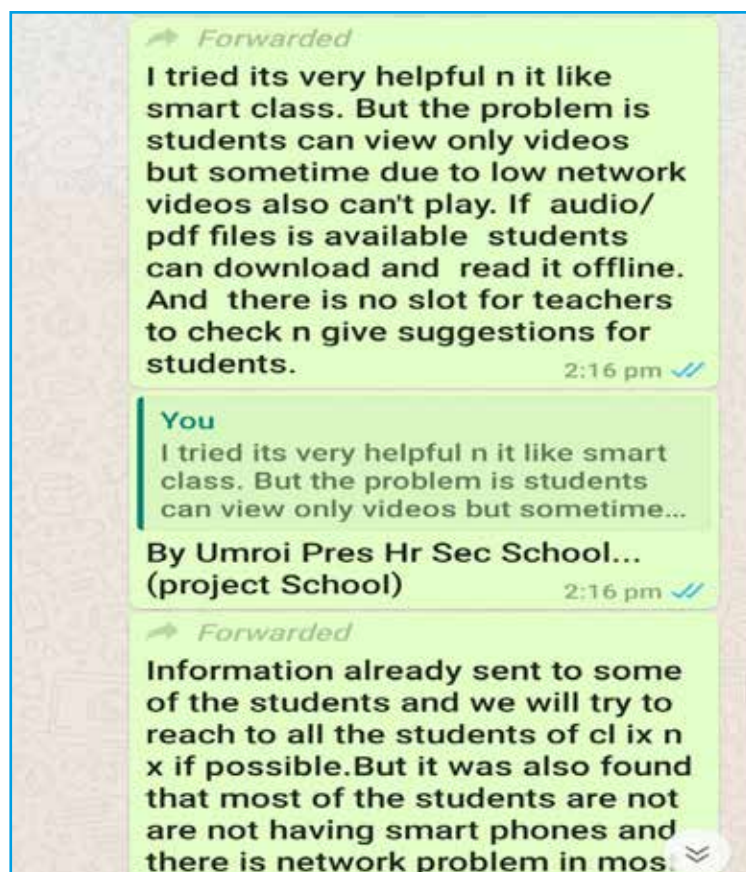 Forwarded
I tried its very helpful n it like
smart class. But the problem is
students can view only videos
but sometime due to low network
videos also can't play. If audio/
pdf files is available students
can download and read it offline.
And there is no slot for teachers
to check n give suggestions for
students.
2:16 pm
You
I tried its very helpful n it like smart
class. But the problem is students
can view only videos but sometime...
By Umroi Pres Hr Sec School...
(project School)
2:16 pm
Forwarded
Information already sent to some
of the students and we will try to
reach to all the students of cl ix n
x if possible.But it was also found
that most of the students are not
are not having smart phones and
there is network problem in